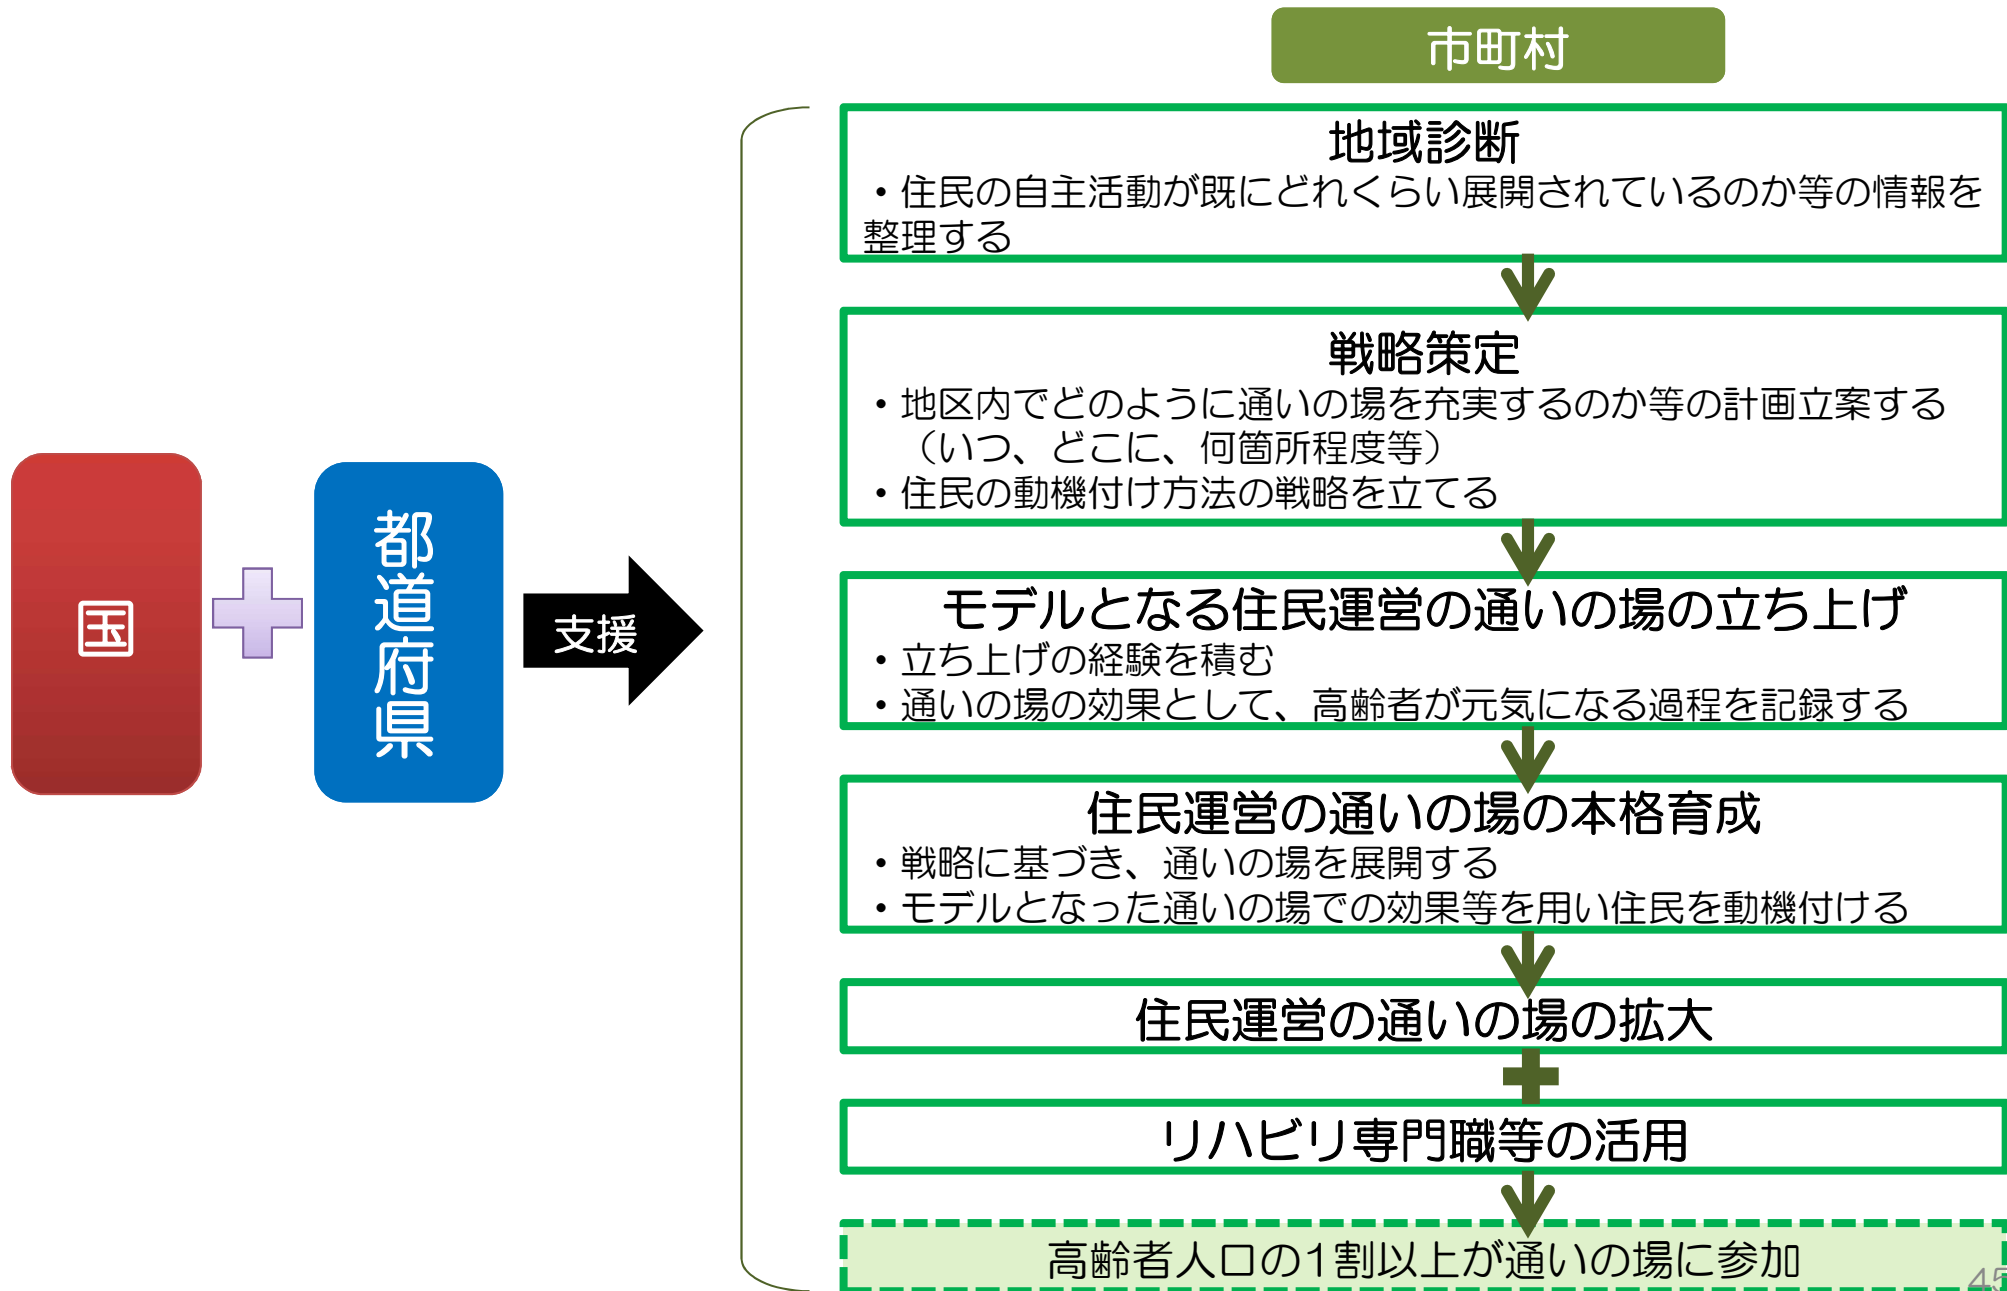 市町村
地域診断
・住民の自主活動が既にどれくらい展開されているのか等の情報を
整理する
戦略策定
・地区内でどのように通いの場を充実するのか等の計画立案する
（いつ、どこに、何箇所程度等）
・住民の動機付け方法の戦略を立てる
国
都道府県
支援
モデルとなる住民運営の通いの場の立ち上げ
・立ち上げの経験を積む
・通いの場の効果として、高齢者が元気になる過程を記録する
住民運営の通いの場の本格育成
・戦略に基づき、通いの場を展開する
・モデルとなった通いの場での効果等を用い住民を動機付ける
住民運営の通いの場の拡大
リハビリ専門職等の活用
高齢者人口の1割以上が通いの場に参加
45